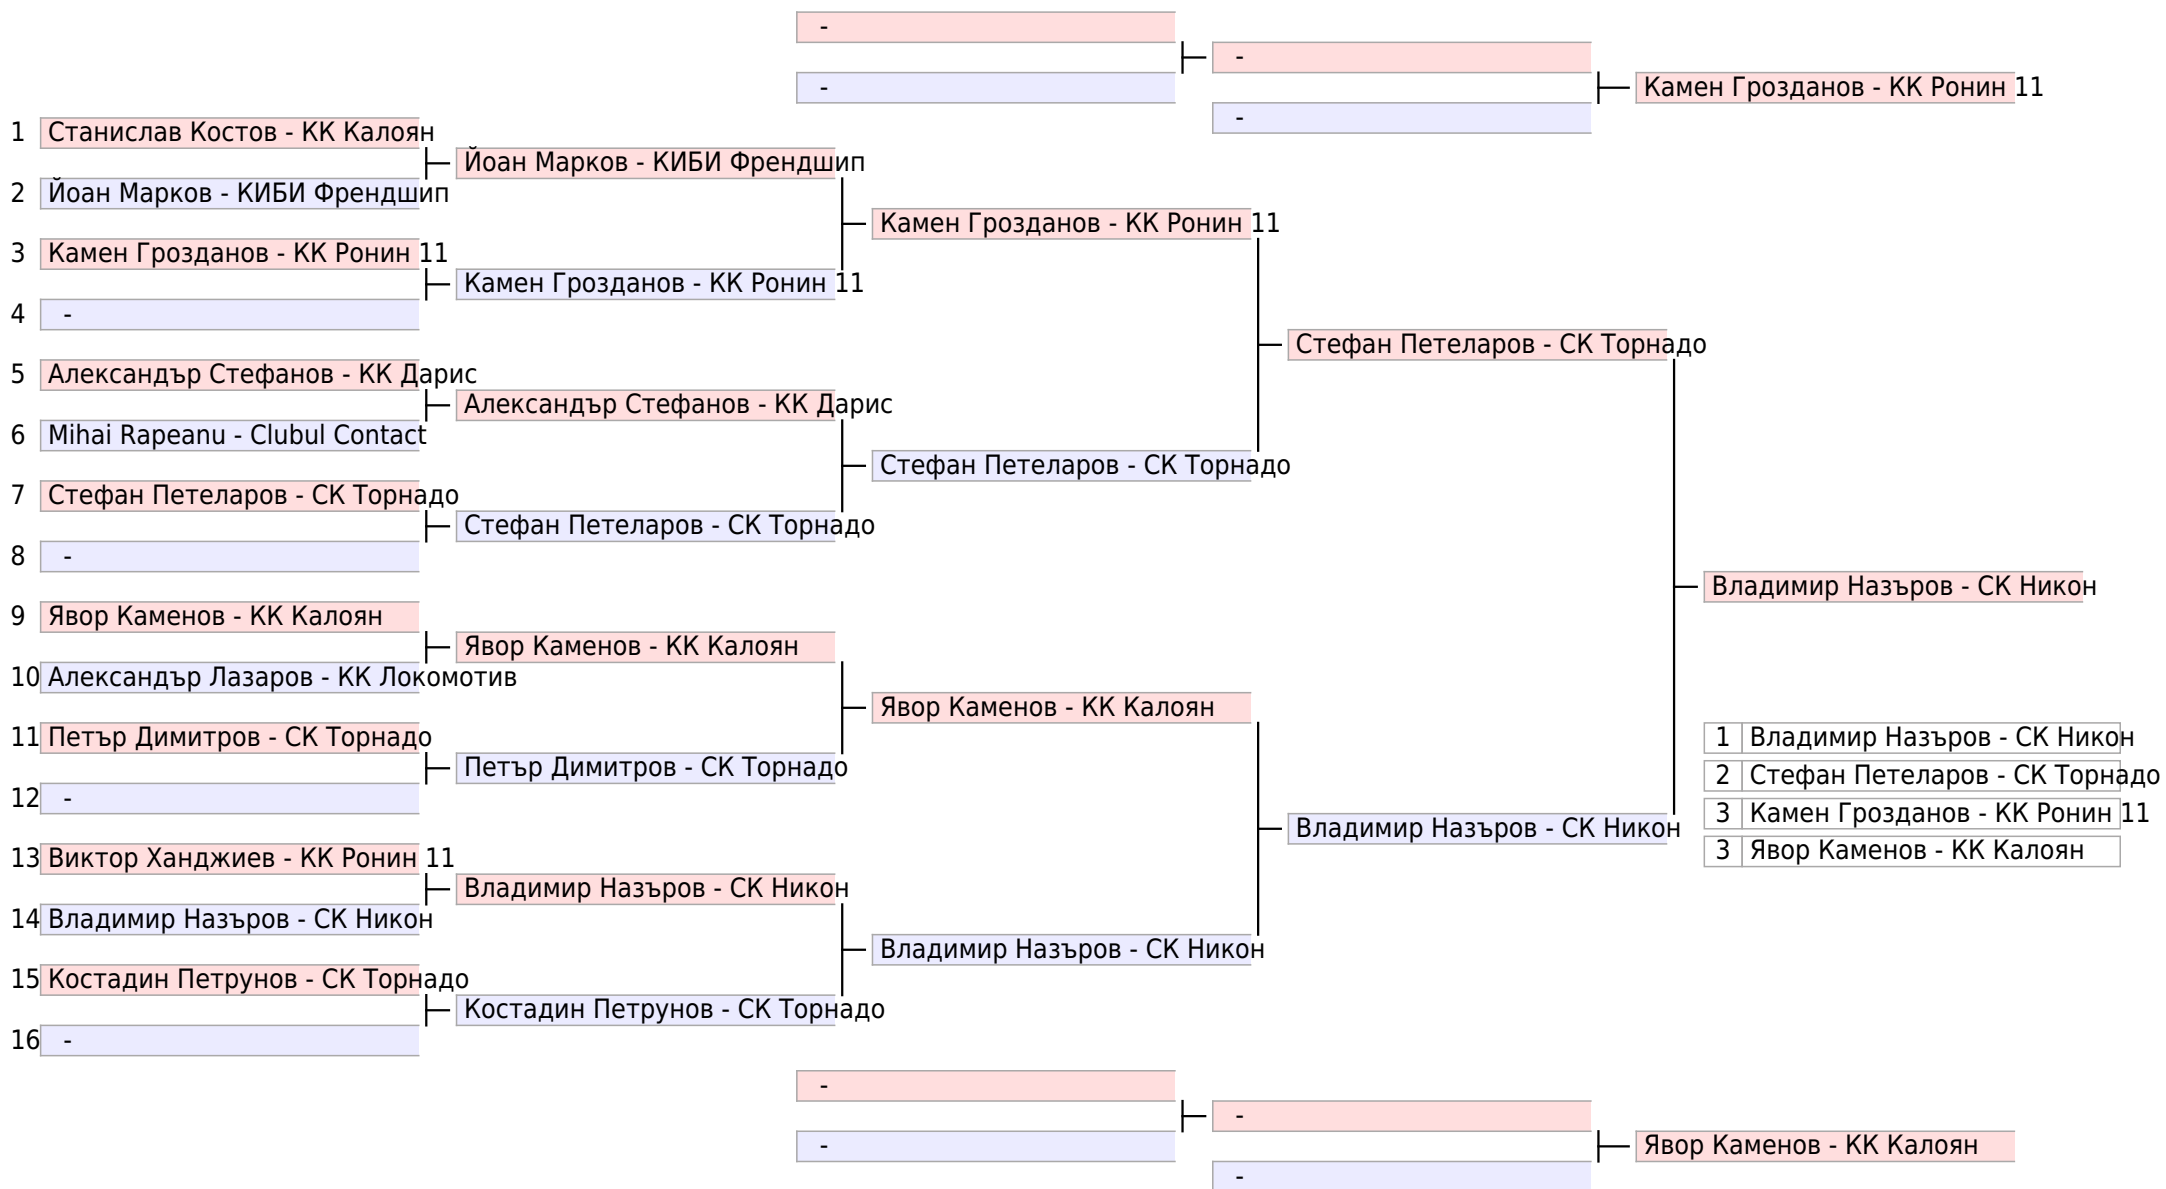 -
-
-
-
Камен Грозданов - КК Ронин 11
1 Станислав Костов - КК Калоян
2 Йоан Марков - КИБИ Френдшип
3 Камен Грозданов - КК Ронин 11
4 -
5 Александър Стефанов - КК Дарис
6 Mihai Rapeanu - Clubul Contact
7 Стефан Петеларов - СК Торнадо
8 -
9 Явор Каменов - КК Калоян
10 Александър Лазаров - КК Локомотив
11 Петър Димитров - СК Торнадо
12 -
13 Виктор Ханджиев - КК Ронин 11
14 Владимир Назъров - СК Никон
15 Костадин Петрунов - СК Торнадо
16 -
Йоан Марков - КИБИ Френдшип
Камен Грозданов - КК Ронин 11
Александър Стефанов - КК Дарис
Стефан Петеларов - СК Торнадо
Явор Каменов - КК Калоян
Петър Димитров - СК Торнадо
Владимир Назъров - СК Никон
Костадин Петрунов - СК Торнадо
Камен Грозданов - КК Ронин 11
Стефан Петеларов - СК Торнадо
Явор Каменов - КК Калоян
Владимир Назъров - СК Никон
Стефан Петеларов - СК Торнадо
Владимир Назъров - СК Никон
Владимир Назъров - СК Никон
1 Владимир Назъров - СК Никон
2 Стефан Петеларов - СК Торнадо
3 Камен Грозданов - КК Ронин 11
3 Явор Каменов - КК Калоян
-
-
-
-
Явор Каменов - КК Калоян